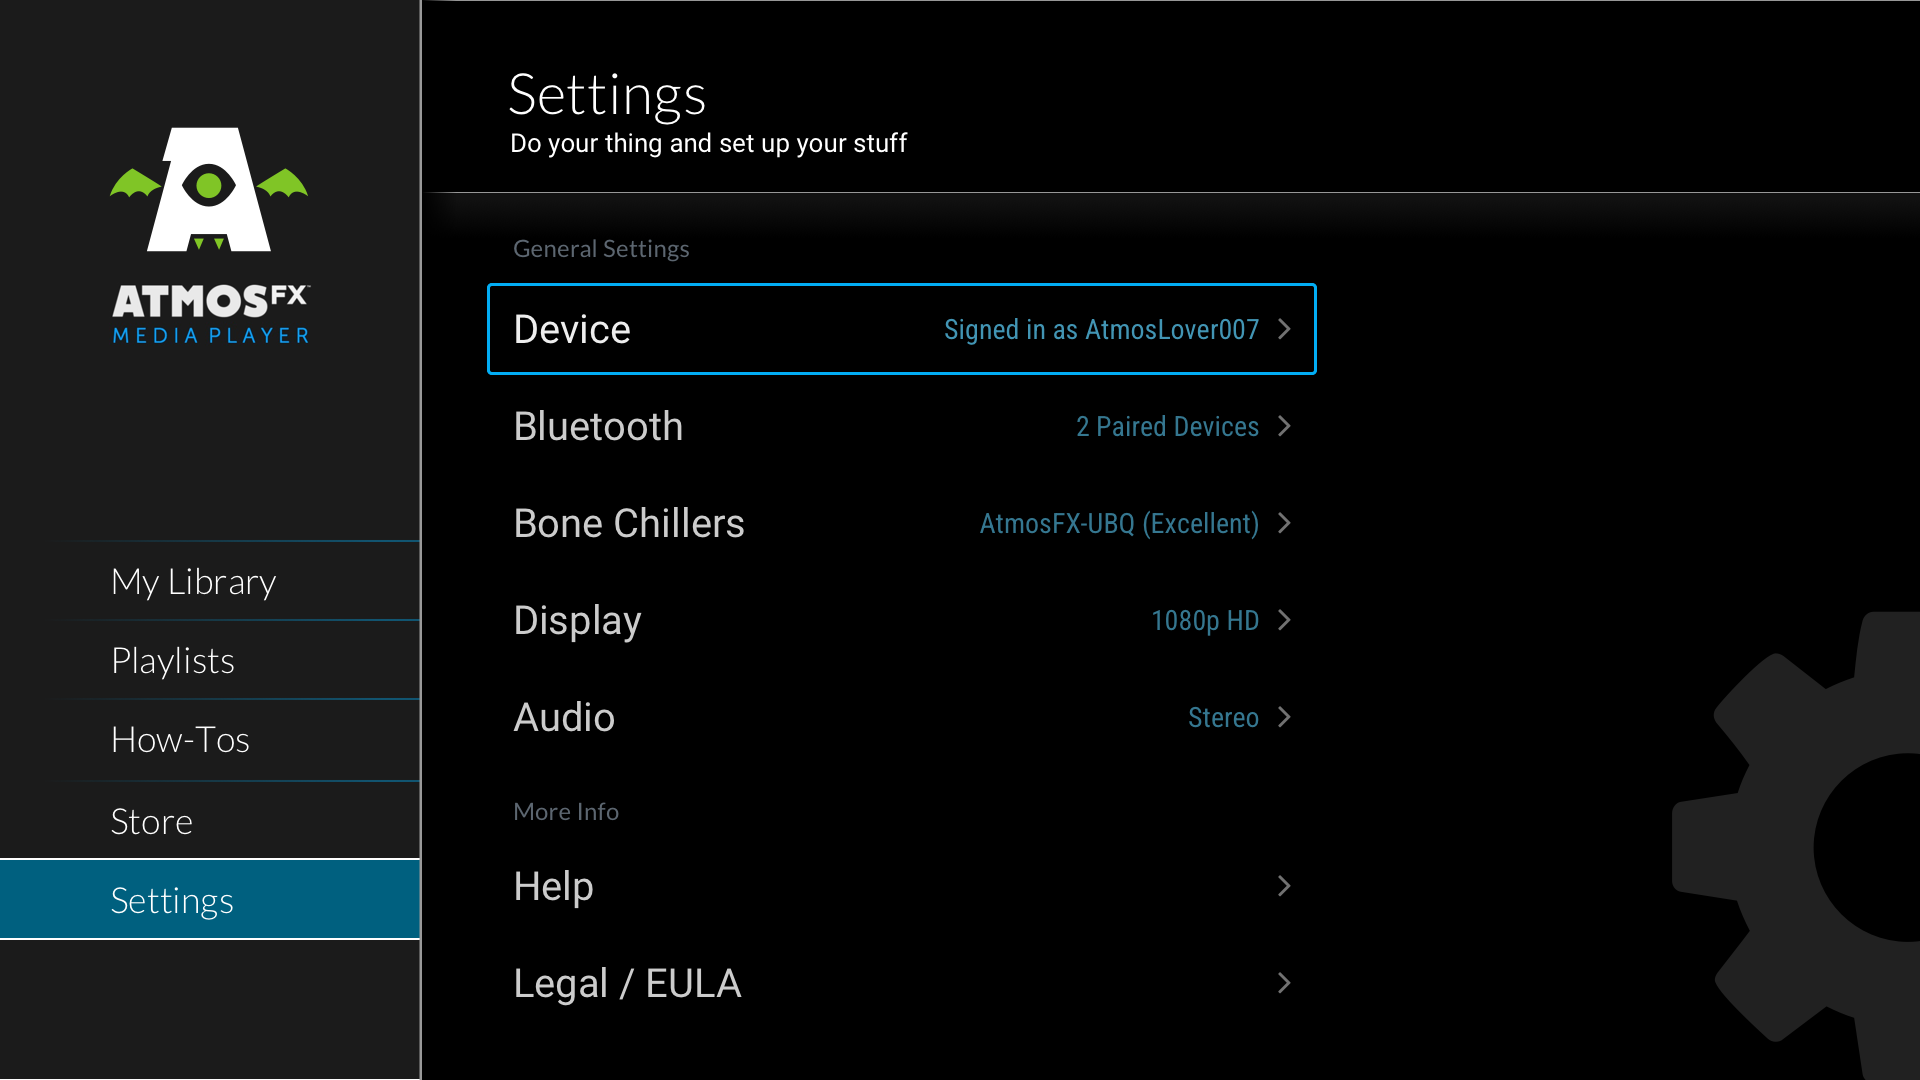 ATMOSFX™
MEDIA PLAYER
My Library
Playlists
How-Tos
Store
Settings
Settings
Do your thing and set up your stuff
General Settings
Device Signed in as AtmosLover007
Bluetooth 2 Paired Devices
Bone Chillers AtmosFX-UBQ (Excellent)
Display 1080p HD
Audio Stereo
More Info
Help
Legal / EULA